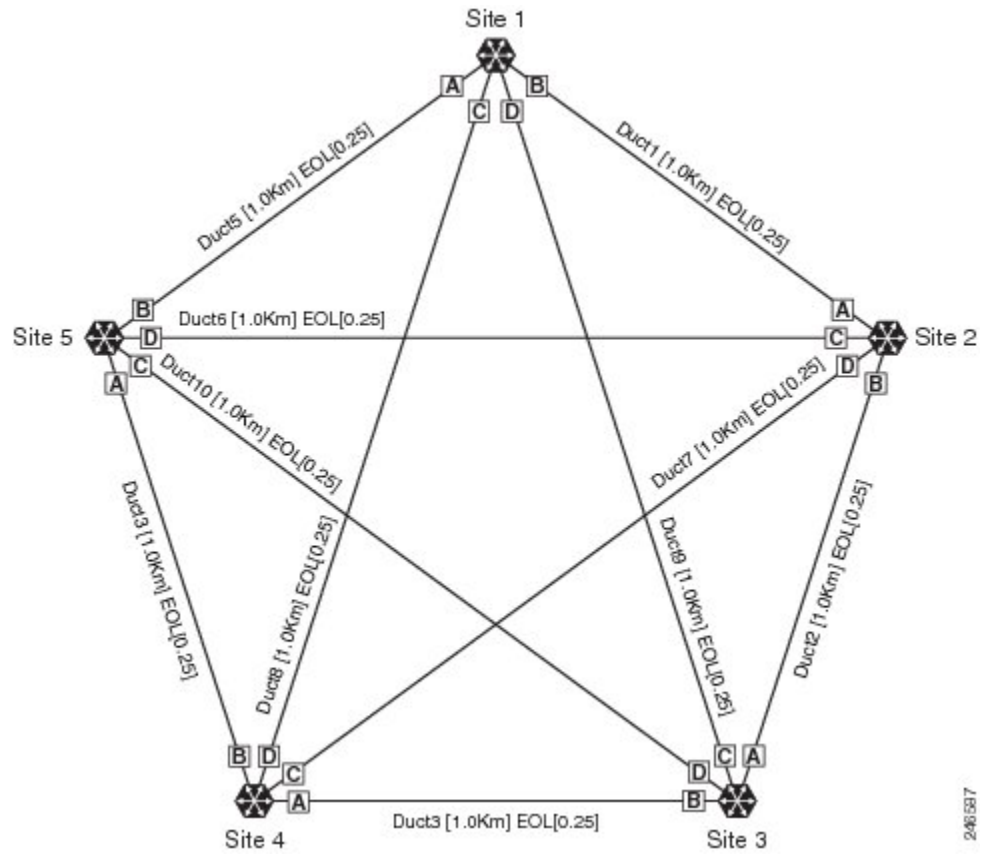 Site 1
A
B
C
D
Duct5 [1.0Km] EOL[0.25]
Duct1 [1.0Km] EOL[0.25]
B
A
Duct6 [1.0Km] EOL[0.25]
Site 5
D
C
Site 2
C
D
A
B
Duct10 [1.0Km] EOL[0.25]
Duct7 [1.0Km] EOL[0.25]
Duct3 [1.0Km] EOL[0.25]
Duct8 [1.0Km] EOL[0.25]
Duct9 [1.0Km] EOL[0.25]
Duct2 [1.0Km] EOL[0.25]
B
D
C
A
C
D
A
B
Duct3 [1.0Km] EOL[0.25]
Site 4
Site 3
246597